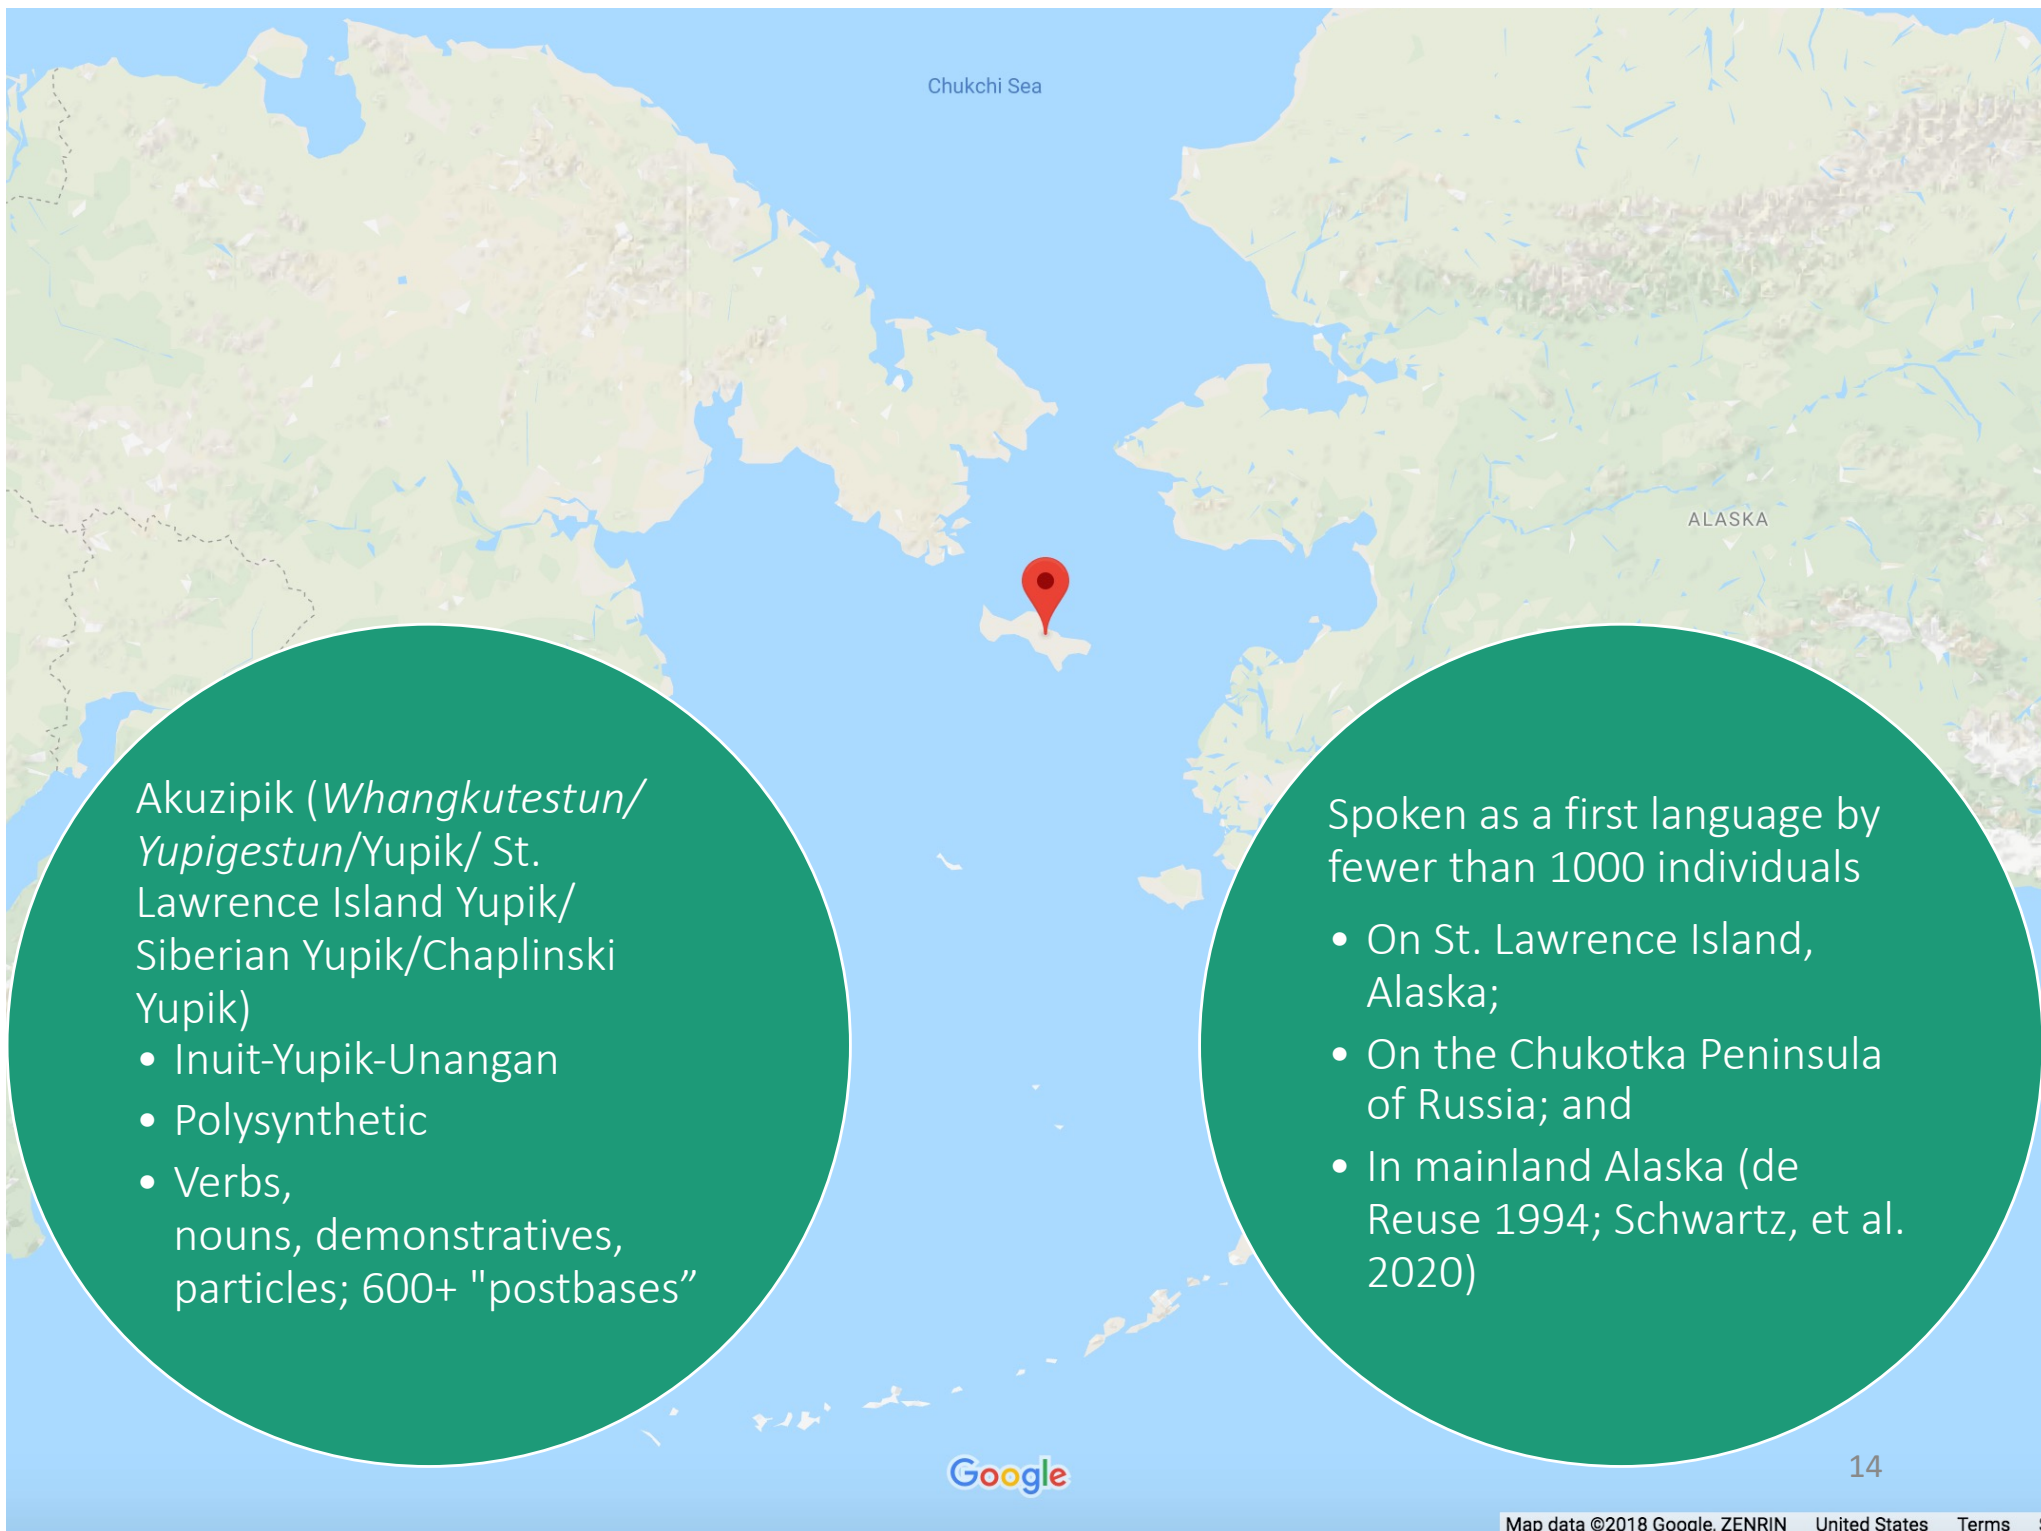 Chukchi Sea
ALASKA
Akuzipik (Whangkutestun/
Yupigestun/Yupik/ St.
Lawrence Island Yupik/
Siberian Yupik/Chaplinski
Yupik)
• Inuit-Yupik-Unangan
• Polysynthetic
• Verbs,
nouns, demonstratives,
particles; 600+ "postbases”
Spoken as a first language by
fewer than 1000 individuals
• On St. Lawrence Island,
Alaska;
• On the Chukotka Peninsula
of Russia; and
• In mainland Alaska (de
Reuse 1994; Schwartz, et al.
2020)
Google
14
Map data ©2018 Google, ZENRIN United States Terms